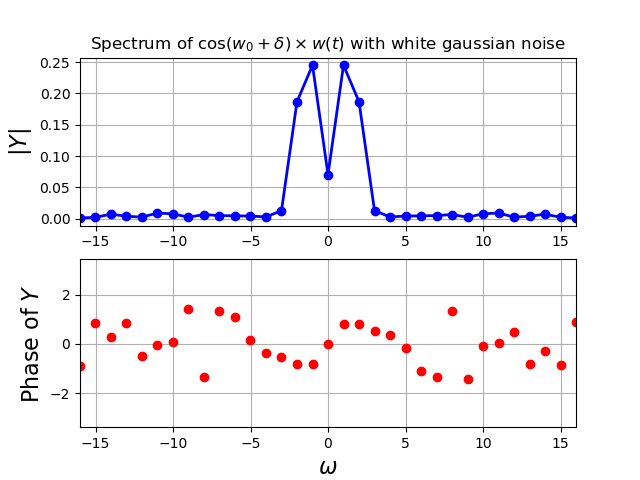 Spectrum of cos(w₀ + δ) × w(t) with white gaussian noise
|Y|
0.25
0.20
0.15
0.10
0.05
0.00
−15 −10 −5 0 5 10 15
Phase of Y
2
0
−2
−15 −10 −5 0 5 10 15
ω